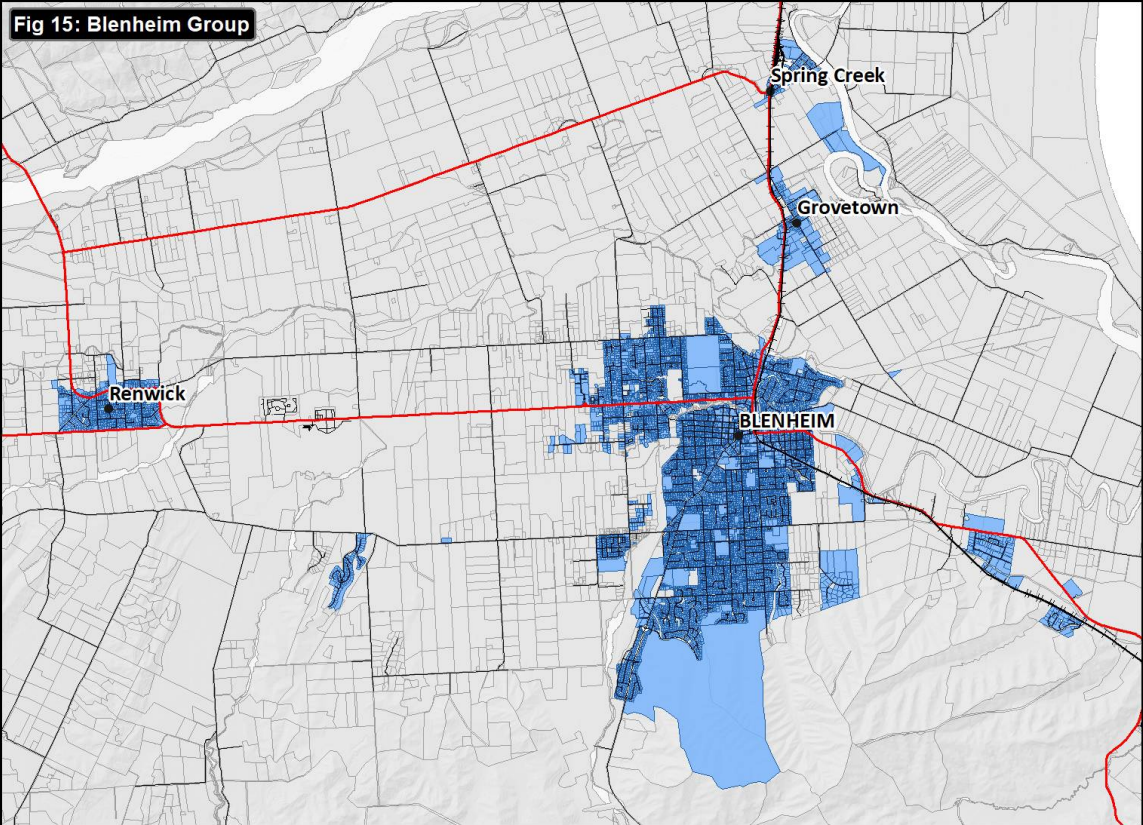 Fig 15: Blenheim Group
Spring Creek
Grovetown
Renwick
BLENHEIM